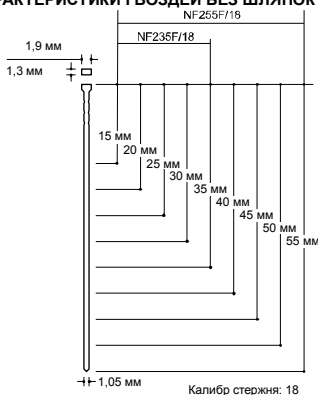 РАКТЕРИСТИКИ ГВОЗДЕЙ БЕЗ ШЛЯПОК
NF255F/18
NF235F/18
1,9 мм
1,3 мм
15 мм
20 мм
25 мм
30 мм
35 мм
40 мм
45 мм
50 мм
55 мм
1,05 мм
Калибр стержня: 18